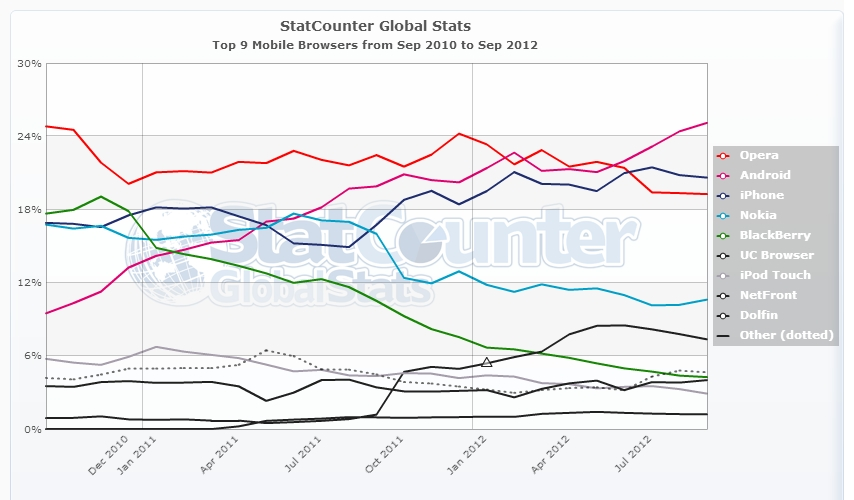 StatCounter Global Stats
Top 9 Mobile Browsers from Sep 2010 to Sep 2012
30%
24%
18%
12%
6%
0%
StatCounter
GlobalStats
Opera
Android
iPhone
Nokia
BlackBerry
UC Browser
iPod Touch
NetFront
Dolfin
Other (dotted)
Dec 2010
Jan 2011
Apr 2011
Jul 2011
Oct 2011
Jan 2012
Apr 2012
Jul 2012